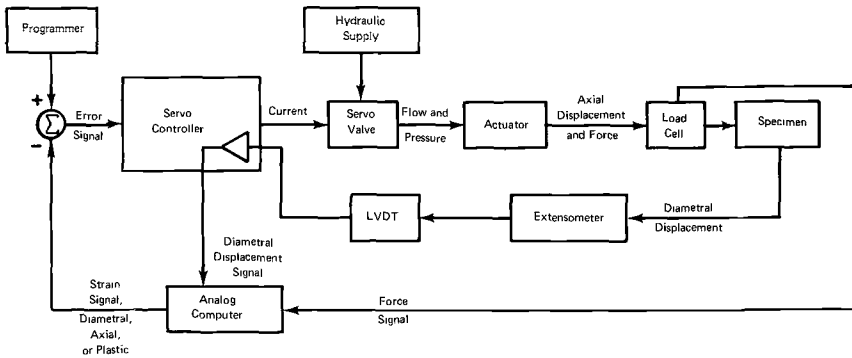 Programmer
Hydraulic
Supply
+
Σ
−
Error
Signal
Servo
Controller
Current
Servo
Valve
Flow and
Pressure
Actuator
Axial
Displacement
and Force
Load
Cell
Specimen
LVDT
Extensometer
Diametral
Displacement
Diametral
Displacement
Signal
Strain
Signal,
Diametral,
Axial,
or Plastic
Analog
Computer
Force
Signal